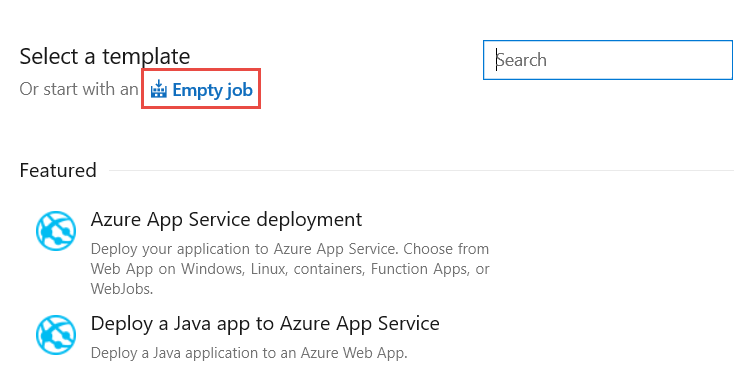 Select a template
Search
Or start with an Empty job
Featured
Azure App Service deployment
Deploy your application to Azure App Service. Choose from
Web App on Windows, Linux, containers, Function Apps, or
WebJobs.
Deploy a Java app to Azure App Service
Deploy a Java application to an Azure Web App.